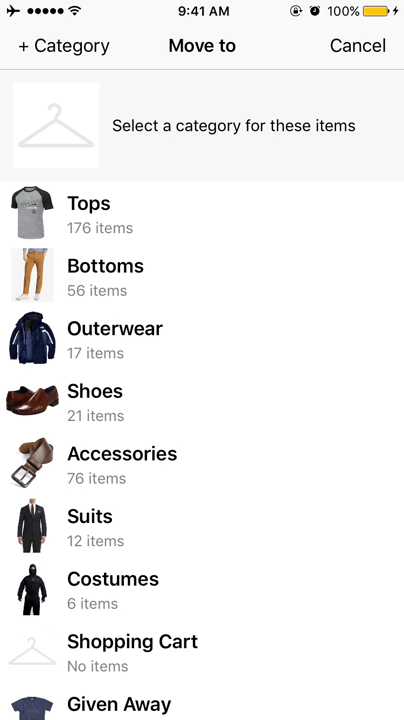 9:41 AM
100%
+ Category
Move to
Cancel
Select a category for these items
Tops
176 items
Bottoms
56 items
Outerwear
17 items
Shoes
21 items
Accessories
76 items
Suits
12 items
Costumes
6 items
Shopping Cart
No items
Given Away